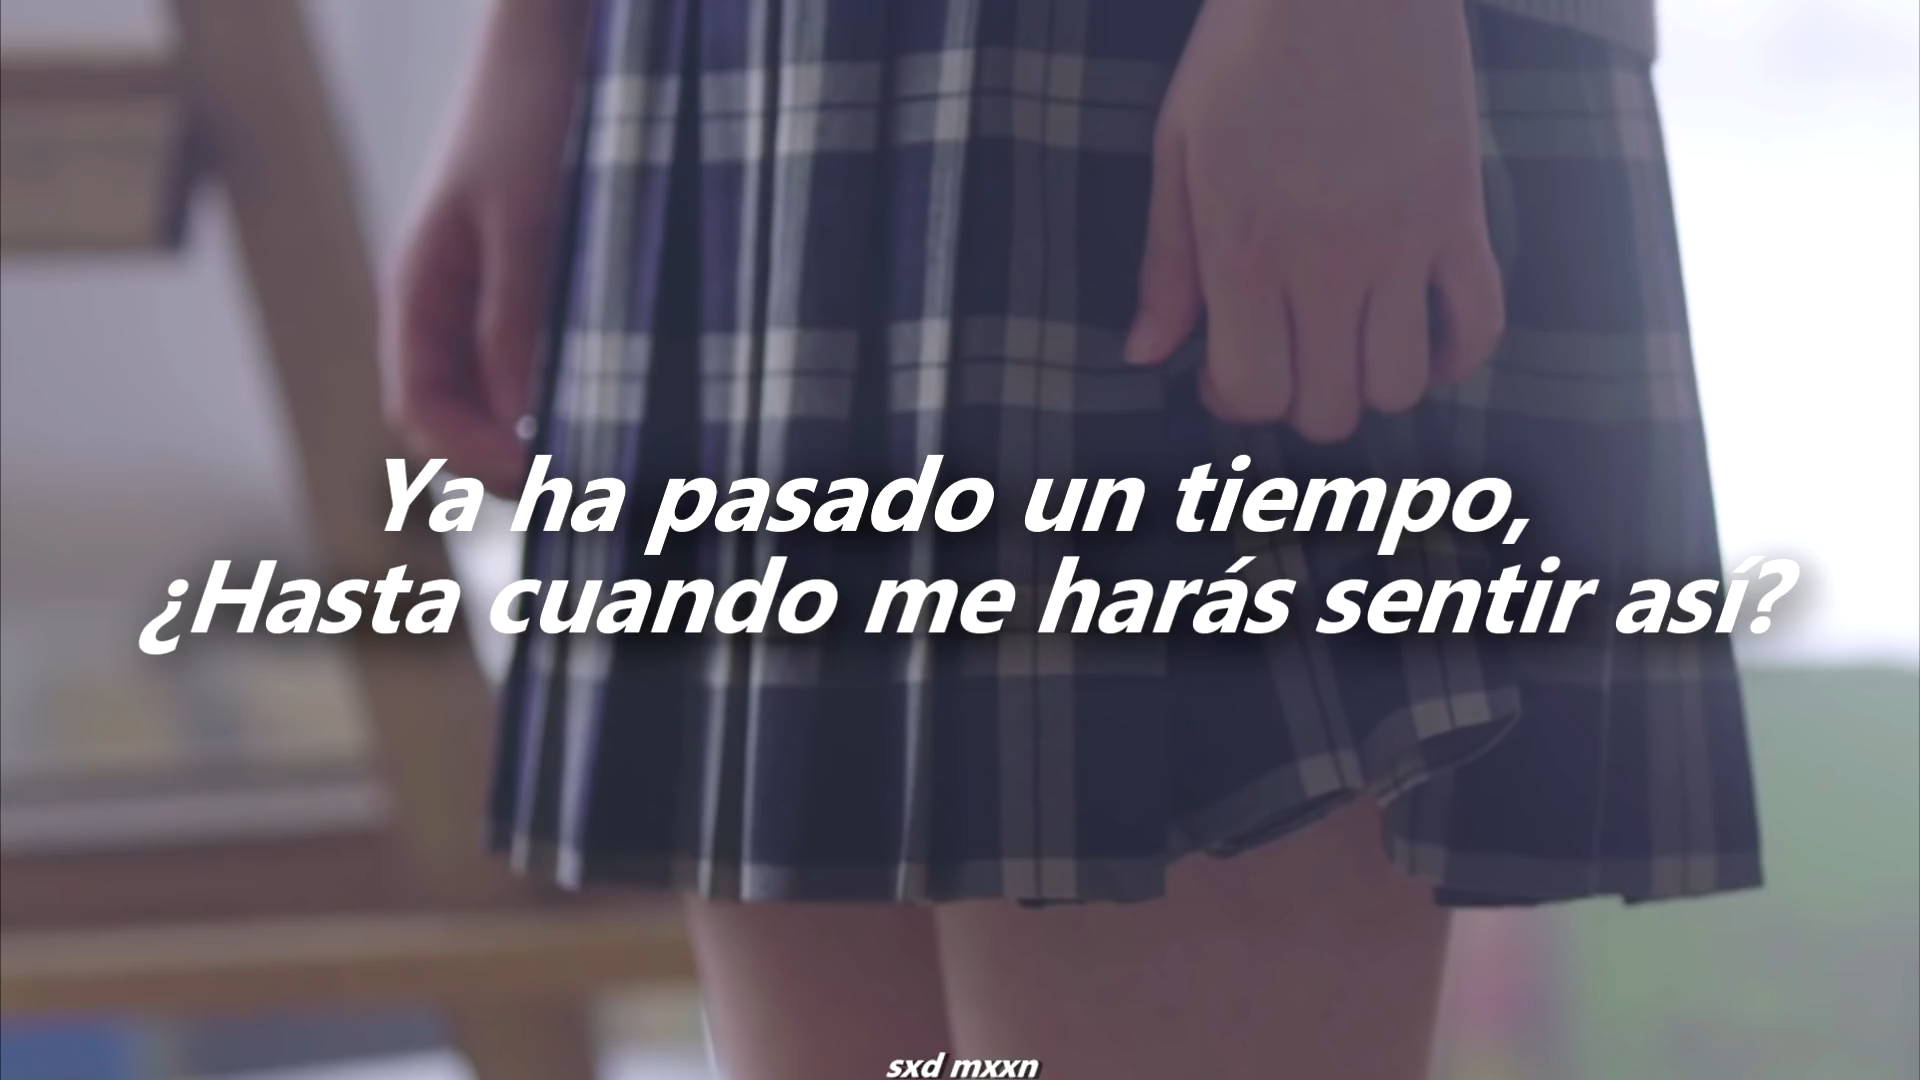 Ya ha pasado un tiempo,
¿Hasta cuando me harás sentir así?
sxd mxxn